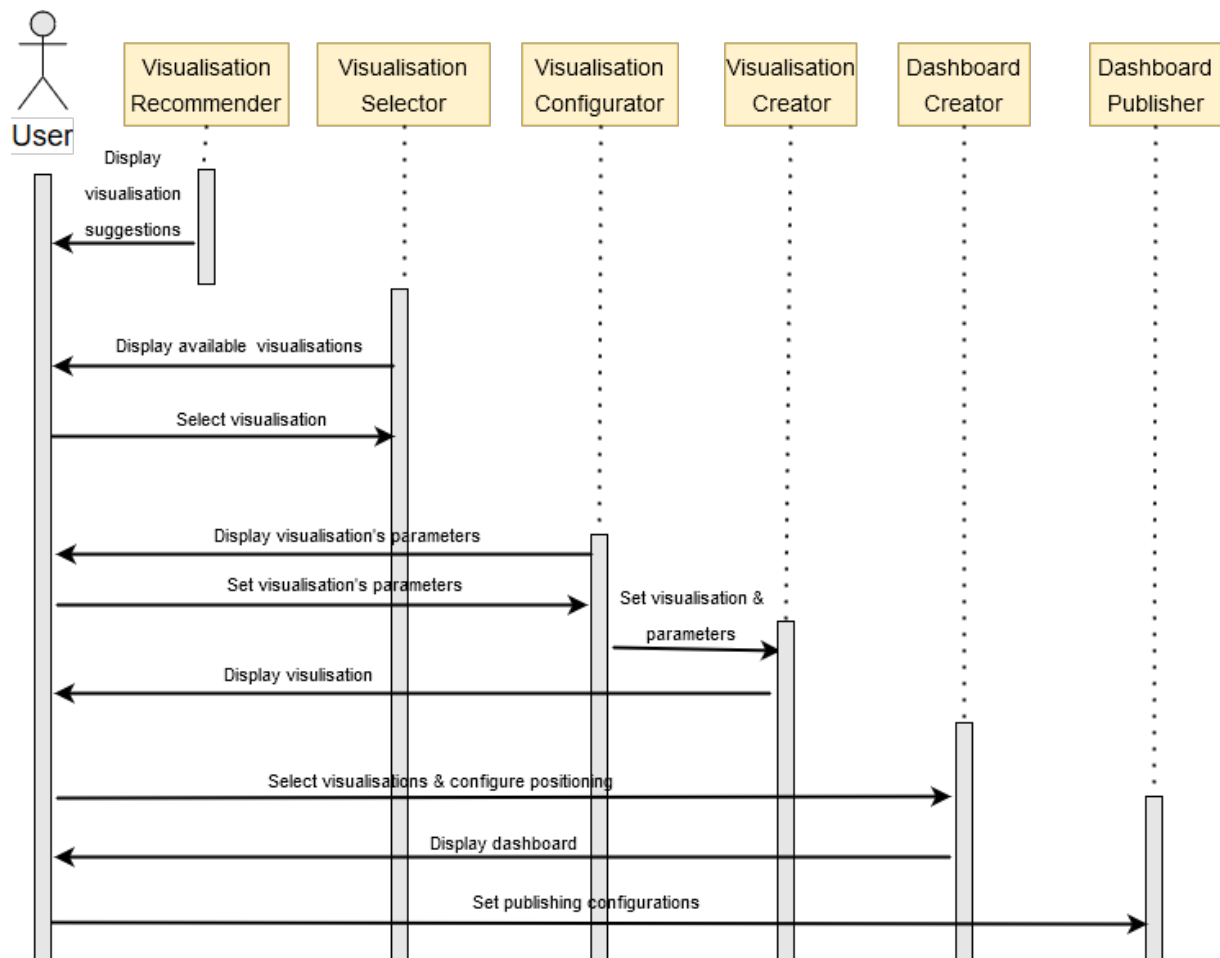 Visualisation
Recommender
Visualisation
Selector
Visualisation
Configurator
Visualisation
Creator
Dashboard
Creator
Dashboard
Publisher
User
Display
visualisation
suggestions
Display available visualisations
Select visualisation
Display visualisation's parameters
Set visualisation's parameters
Set visualisation &
parameters
Display visulisation
Select visualisations & configure positioning
Display dashboard
Set publishing configurations